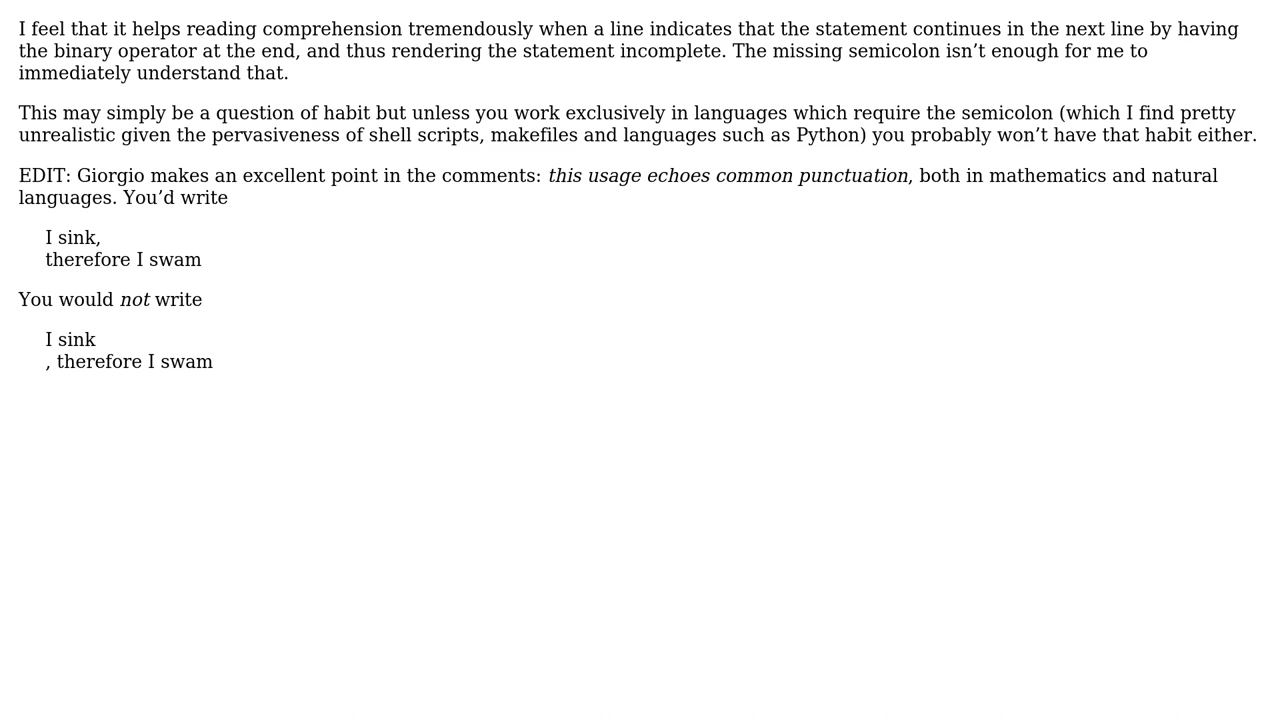 I feel that it helps reading comprehension tremendously when a line indicates that the statement continues in the next line by having
the binary operator at the end, and thus rendering the statement incomplete. The missing semicolon isn’t enough for me to
immediately understand that.
This may simply be a question of habit but unless you work exclusively in languages which require the semicolon (which I find pretty
unrealistic given the pervasiveness of shell scripts, makefiles and languages such as Python) you probably won’t have that habit either.
EDIT: Giorgio makes an excellent point in the comments: this usage echoes common punctuation, both in mathematics and natural
languages. You’d write
I sink,
therefore I swam
You would not write
I sink
, therefore I swam